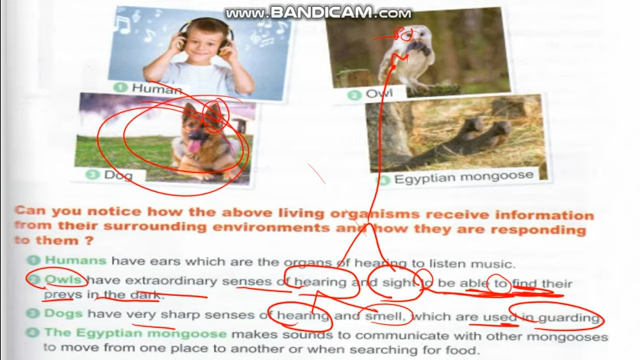 www.BANDICAM.com
1 Human
2 Owl
3 Dog
4 Egyptian mongoose
Can you notice how the above living organisms receive information
from their surrounding environments and how they are responding
to them ?
1 Humans have ears which are the organs of hearing to listen music.
2 Owls have extraordinary senses of hearing and sight to be able to find their
preys in the dark.
3 Dogs have very sharp senses of hearing and smell, which are used in guarding.
4 The Egyptian mongoose makes sounds to communicate with other mongooses
to move from one place to another or when searching for food.